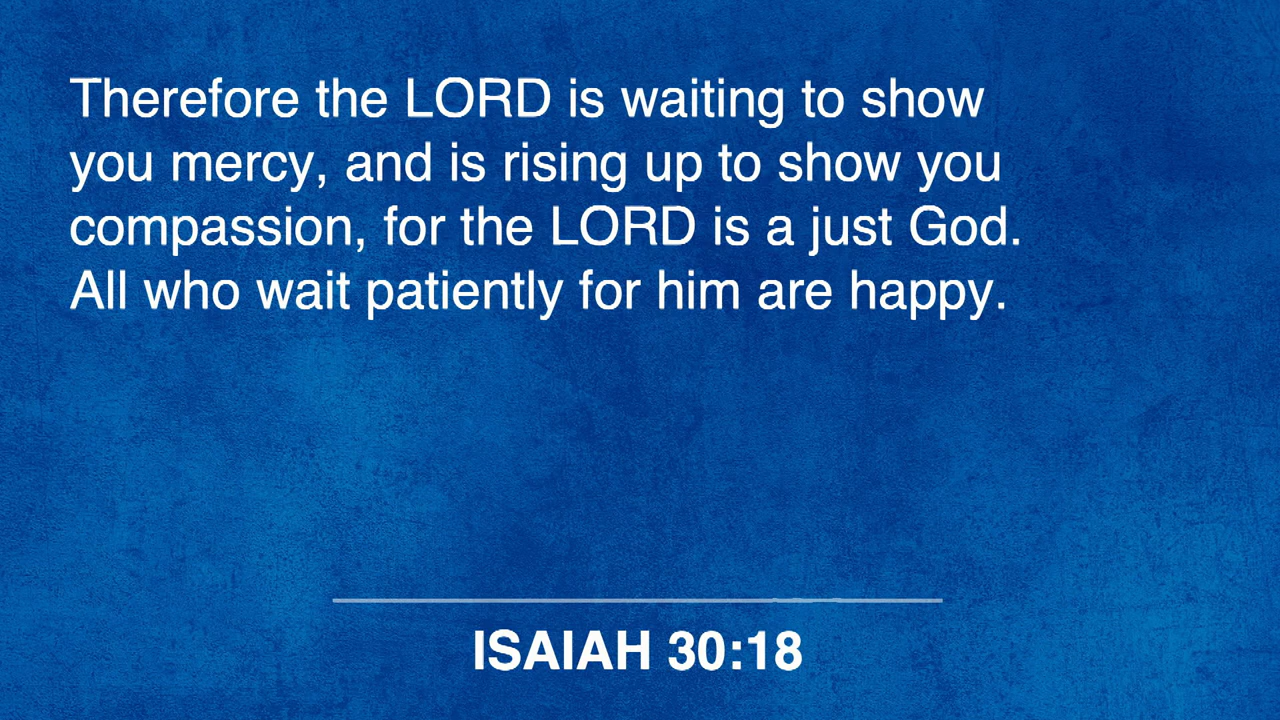 Therefore the LORD is waiting to show
you mercy, and is rising up to show you
compassion, for the LORD is a just God.
All who wait patiently for him are happy.
ISAIAH 30:18